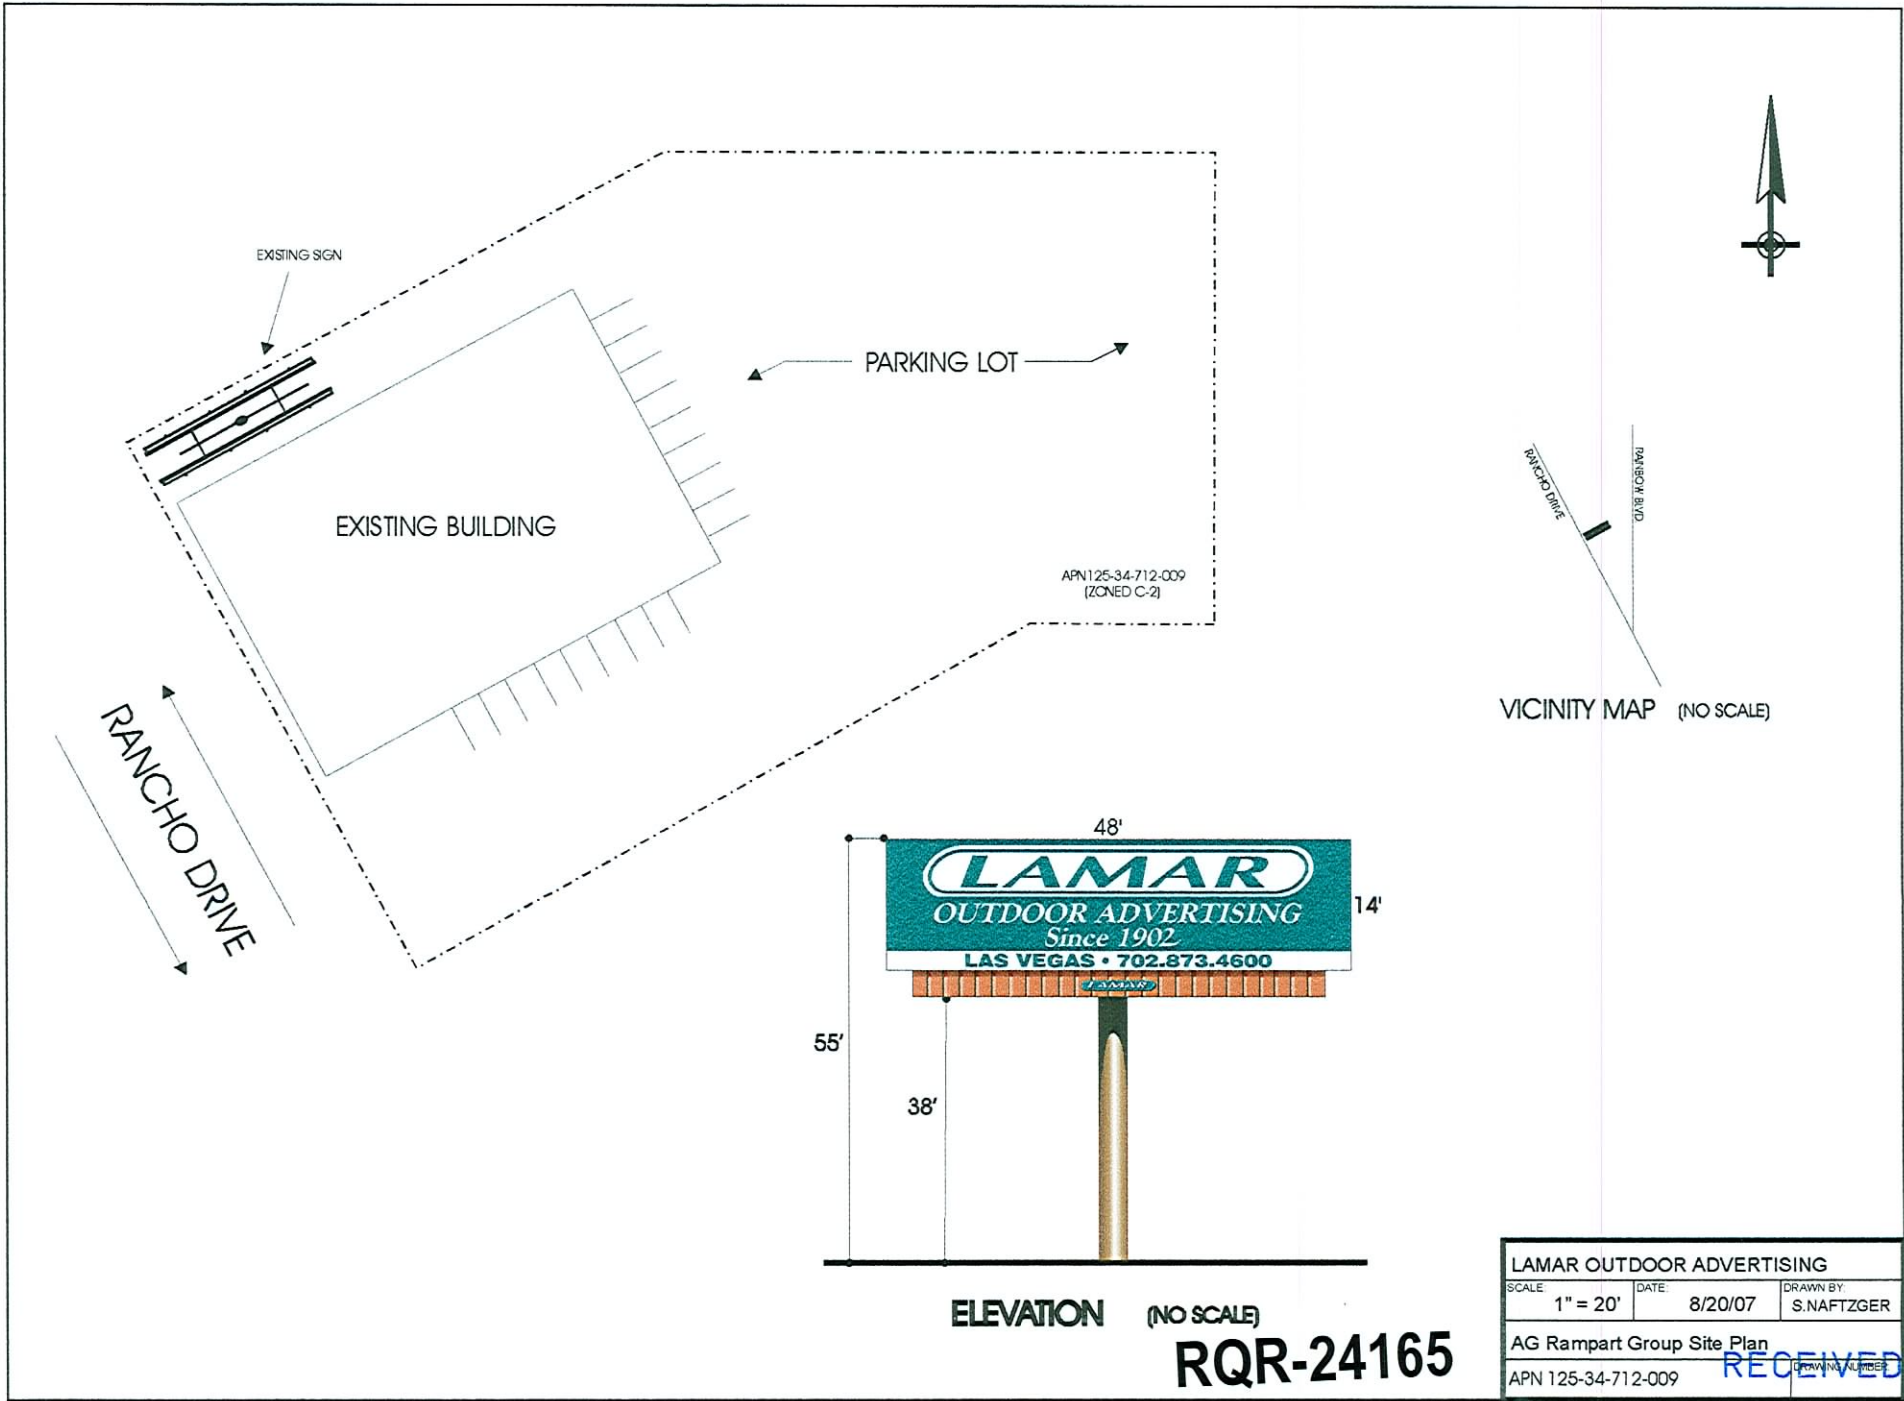 EXISTING SIGN
PARKING LOT
EXISTING BUILDING
APN125-34-712-009
(ZONED C-2)
RANCHO DRIVE
RANCHO DRIVE
RAINBOW BLVD
VICINITY MAP (NO SCALE)
48'
LAMAR
OUTDOOR ADVERTISING
Since 1902
LAS VEGAS • 702.873.4600
14'
LAMAR
55'
38'
ELEVATION (NO SCALE)
RQR-24165
LAMAR OUTDOOR ADVERTISING
SCALE: 1" = 20' DATE: 8/20/07 DRAWN BY: S.NAFTZGER
AG Rampart Group Site Plan
RECEIVED
APN 125-34-712-009 DRAWING NUMBER: